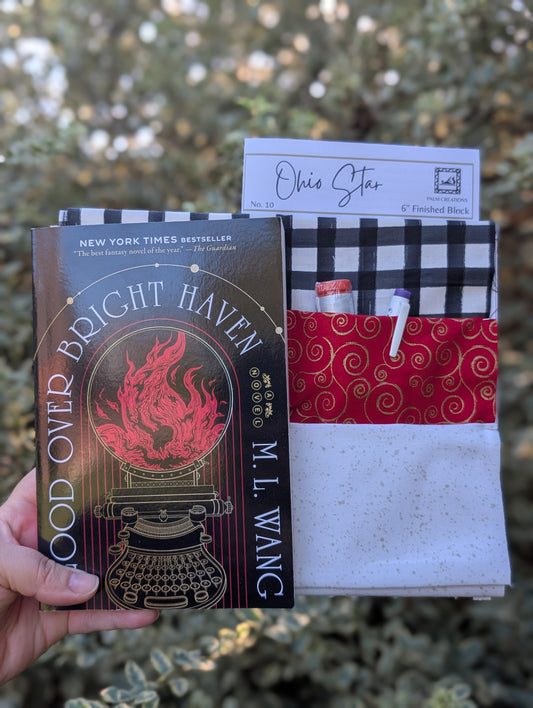 Ohio Star
No. 10
PALM CREATIONS
6" Finished Block
NEW YORK TIMES BESTSELLER
"The best fantasy novel of the year." —The Guardian
OOD OVER BRIGHT HAVEN
A
NOVEL
M. L. WANG